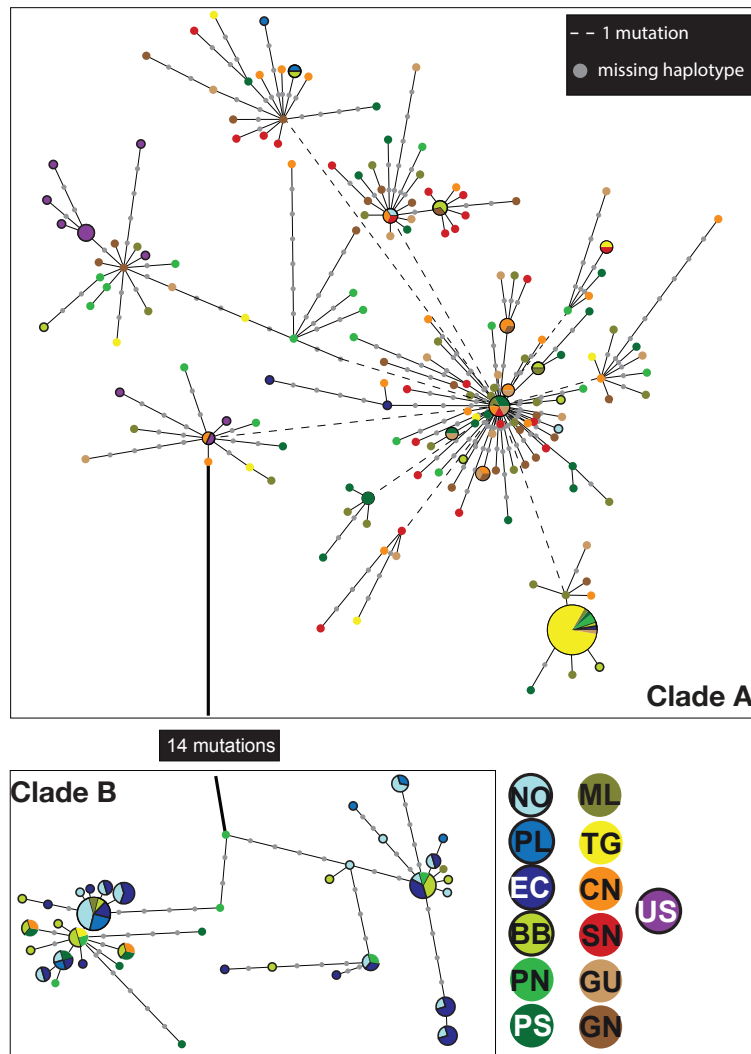 1 mutation
missing haplotype
Clade A
14 mutations
Clade B
NO ML
PL TG
EC CN US
BB SN
PN GU
PS GN